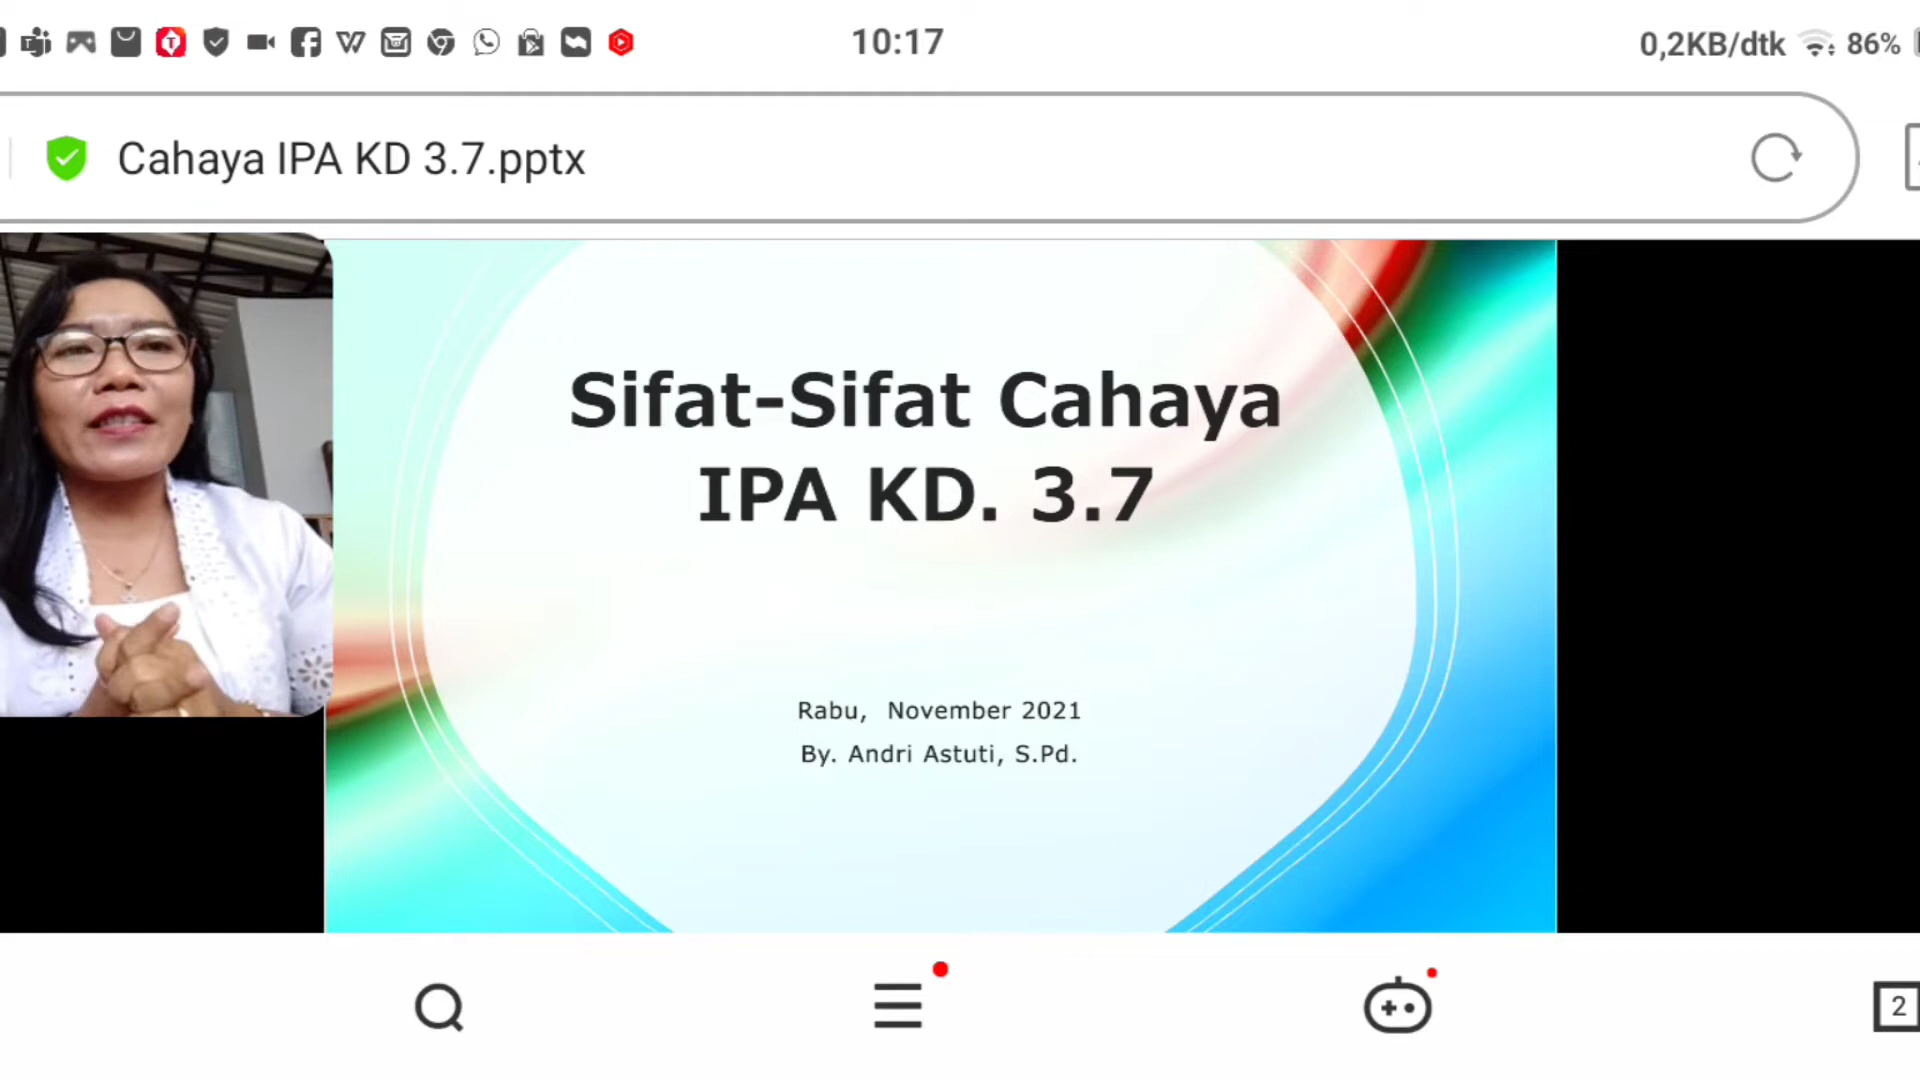 10:17
0,2KB/dtk 86%
Cahaya IPA KD 3.7.pptx
Sifat-Sifat Cahaya
IPA KD. 3.7
Rabu, November 2021
By. Andri Astuti, S.Pd.
2